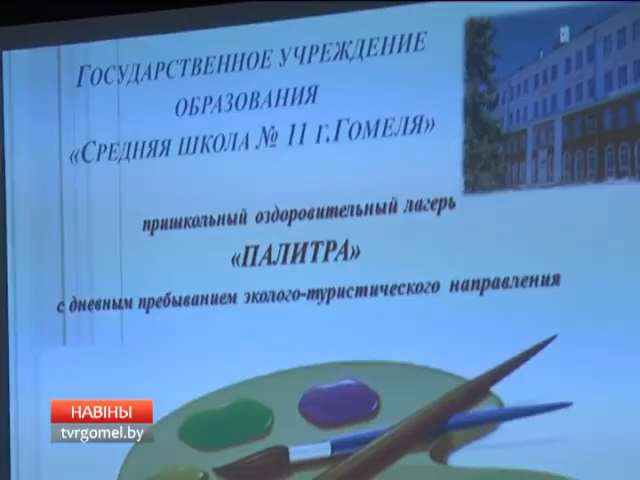 ГОСУДАРСТВЕННОЕ УЧРЕЖДЕНИЕ
ОБРАЗОВАНИЯ
«СРЕДНЯЯ ШКОЛА № 11 Г.ГОМЕЛЯ»
пришкольный оздоровительный лагерь
«ПАЛИТРА»
с дневным пребыванием эколого-туристического направления
НАВІНЫ
tvrgomel.by